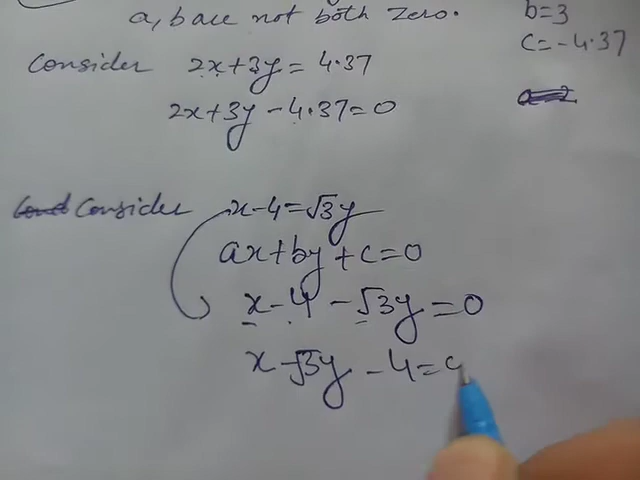 a, b are not both zero.
b=3
c=-4.37
Consider 2x+3y=4.37
2x+3y-4.37=0
Consider x-4=√3y
ax+by+c=0
x-4-√3y=0
x-√3y-4=